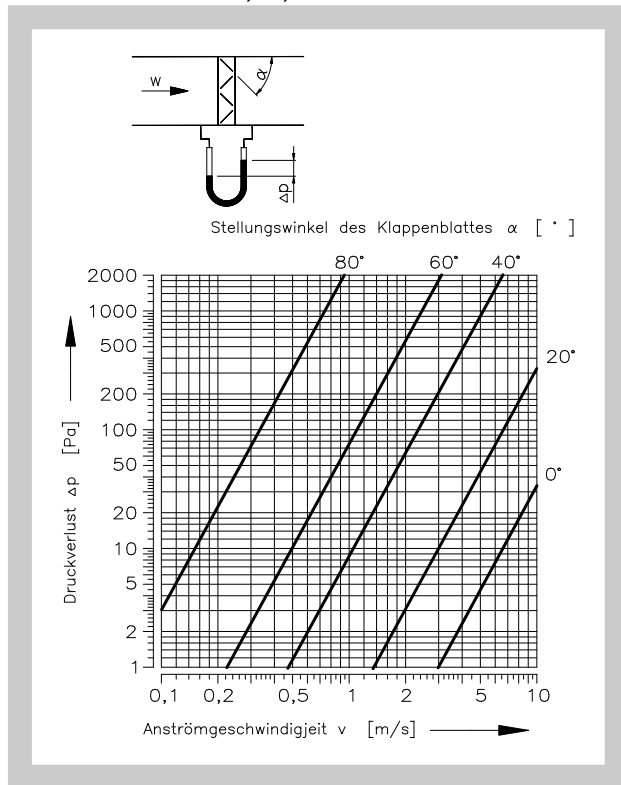 w
α
Δp
Stellungswinkel des Klappenblattes α [ ° ]
80° 60° 40°
20°
0°
2000
1000
500
200
100
50
20
10
5
2
1
Druckverlust Δp [Pa]
0,1 0,2 0,5 1 2 5 10
Anströmgeschwindigjeit v [m/s]